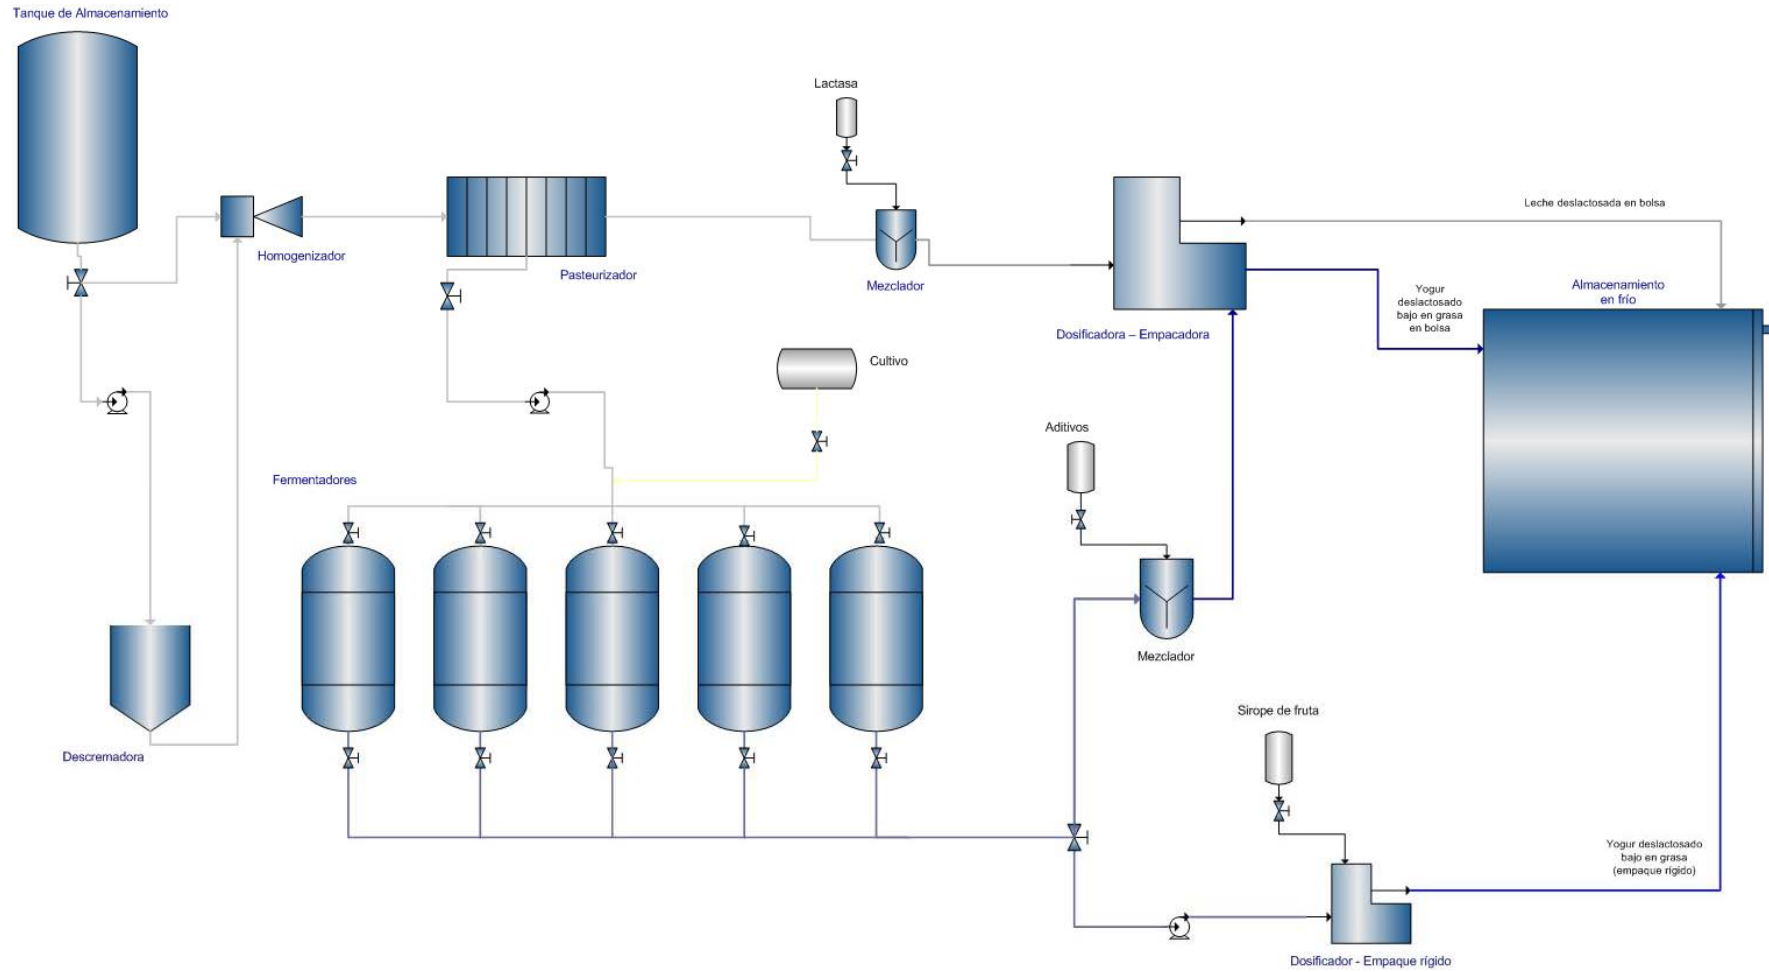 Tanque de Almacenamiento
Lactasa
Leche deslactosada en bolsa
Homogenizador
Pasteurizador
Mezclador
Almacenamiento
en frío
Yogur
deslactosado
bajo en grasa
en bolsa
Dosificadora – Empacadora
Cultivo
Aditivos
Fermentadores
Mezclador
Sirope de fruta
Descremadora
Yogur deslactosado
bajo en grasa
(empaque rígido)
Dosificador - Empaque rígido